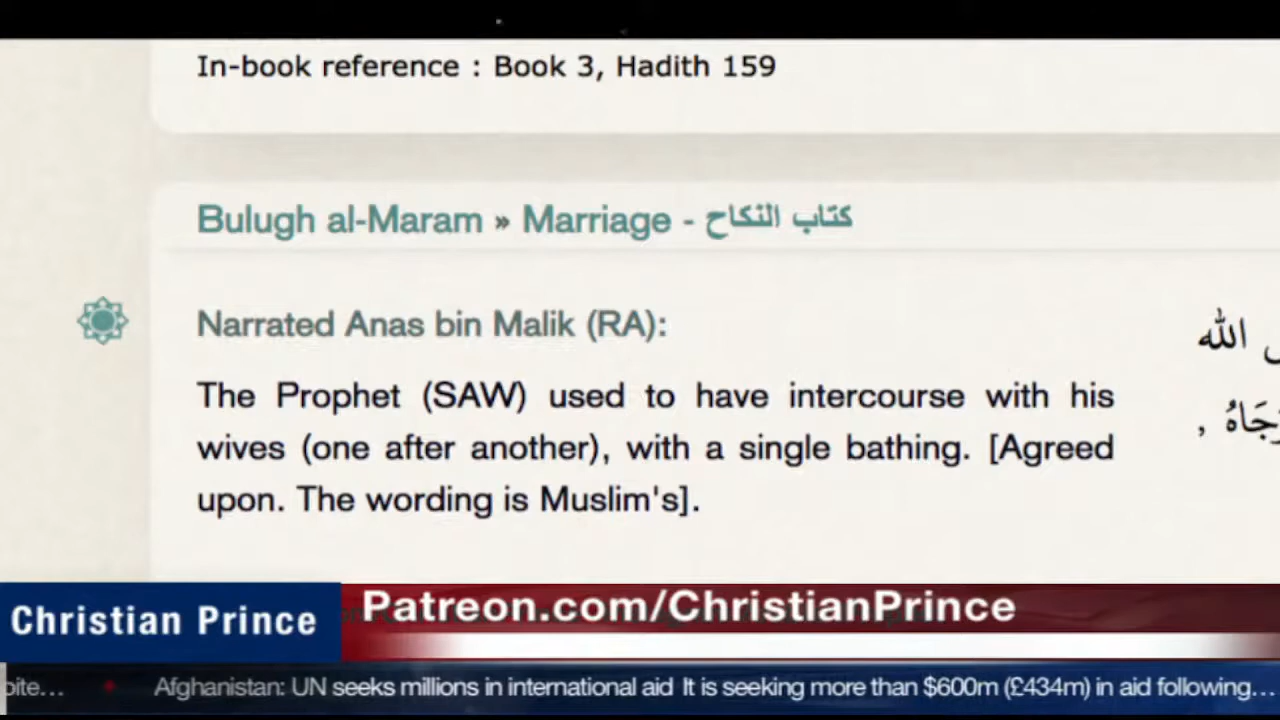 In-book reference : Book 3, Hadith 159
Bulugh al-Maram » Marriage - كتاب النكاح
Narrated Anas bin Malik (RA):
The Prophet (SAW) used to have intercourse with his
wives (one after another), with a single bathing. [Agreed
upon. The wording is Muslim's].
الله
Christian Prince
Patreon.com/ChristianPrince
Afghanistan: UN seeks millions in international aid It is seeking more than $600m (£434m) in aid following...